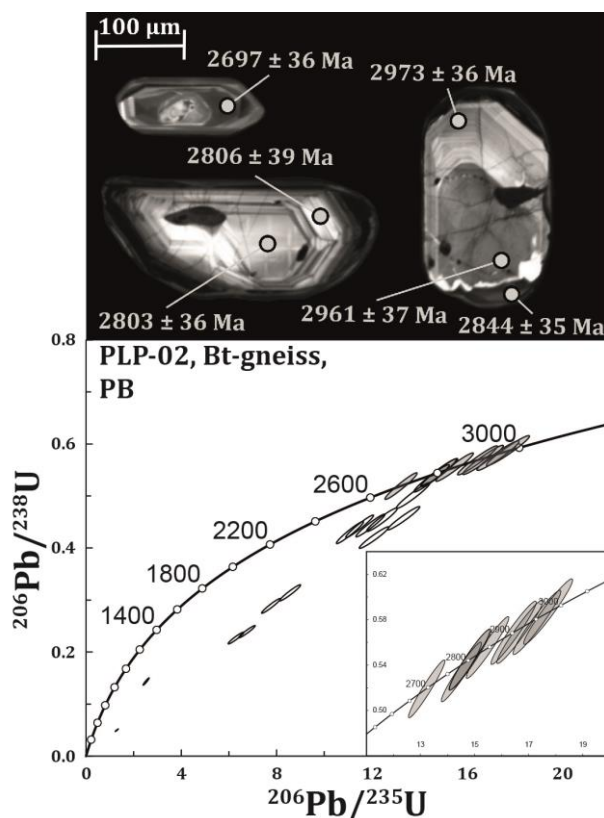 100 μm
2697 ± 36 Ma
2973 ± 36 Ma
2806 ± 39 Ma
2803 ± 36 Ma
2961 ± 37 Ma
2844 ± 35 Ma
PLP-02, Bt-gneiss,
PB
0.8
0.6
0.4
0.2
0.0
206Pb/238U
1400
1800
2200
2600
3000
0.62
0.58
0.54
0.50
2700
2800
2900
3000
13
15
17
19
0
4
8
12
16
20
206Pb/235U